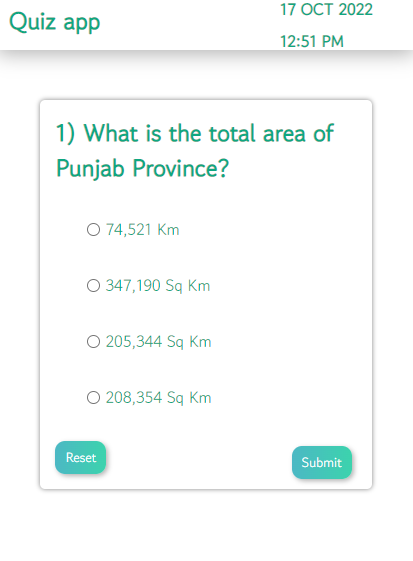 Quiz app
17 OCT 2022
12:51 PM
1) What is the total area of
Punjab Province?
74,521 Km
347,190 Sq Km
205,344 Sq Km
208,354 Sq Km
Reset
Submit